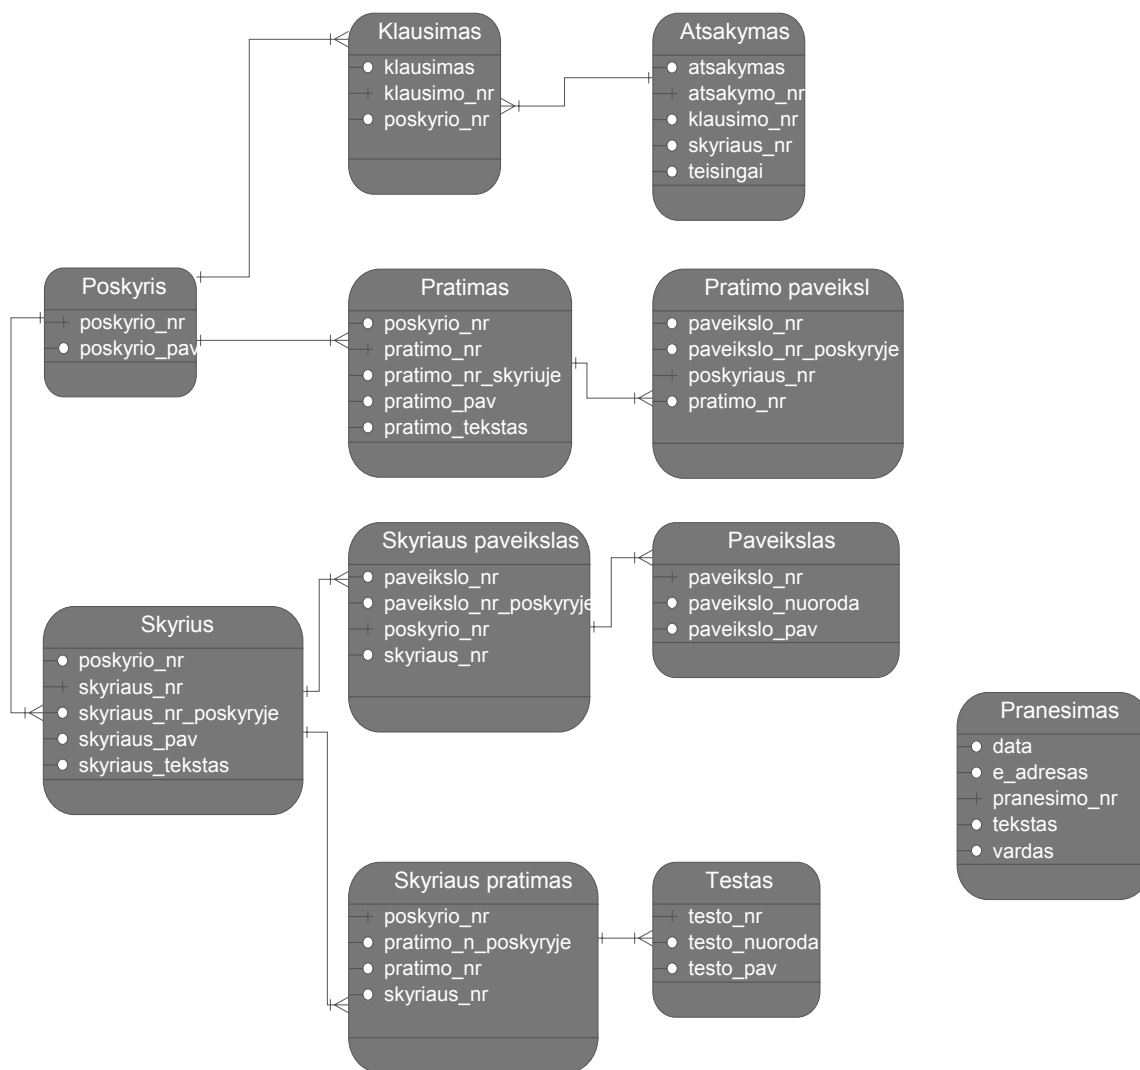 Klausimas
klausimas
klausimo_nr
poskyrio_nr
Atsakymas
atsakymas
atsakymo_nr
klausimo_nr
skyriaus_nr
teisingai
Poskyris
poskyrio_nr
poskyrio_pav
Pratimas
poskyrio_nr
pratimo_nr
pratimo_nr_skyriuje
pratimo_pav
pratimo_tekstas
Pratimo paveiksl
paveikslo_nr
paveikslo_nr_poskyryje
poskyriaus_nr
pratimo_nr
Skyriaus paveikslas
paveikslo_nr
paveikslo_nr_poskyryje
poskyrio_nr
skyriaus_nr
Paveikslas
paveikslo_nr
paveikslo_nuoroda
paveikslo_pav
Skyrius
poskyrio_nr
skyriaus_nr
skyriaus_nr_poskyryje
skyriaus_pav
skyriaus_tekstas
Pranesimas
data
e_adresas
pranesimo_nr
tekstas
vardas
Skyriaus pratimas
poskyrio_nr
pratimo_n_poskyryje
pratimo_nr
skyriaus_nr
Testas
testo_nr
testo_nuoroda
testo_pav